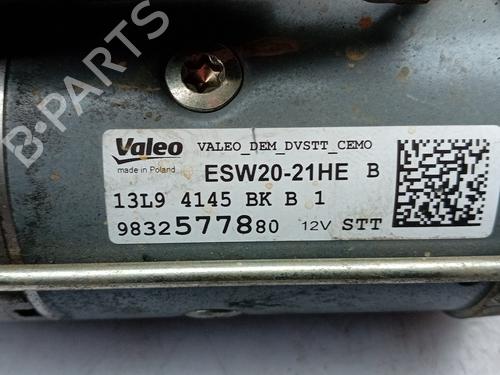 B-PARTS
Valeo VALEO_DEM_DVSTT_CEMO
made in Poland ESW20-21HE B
13L9 4145 BK B 1
9832577880 12V STT